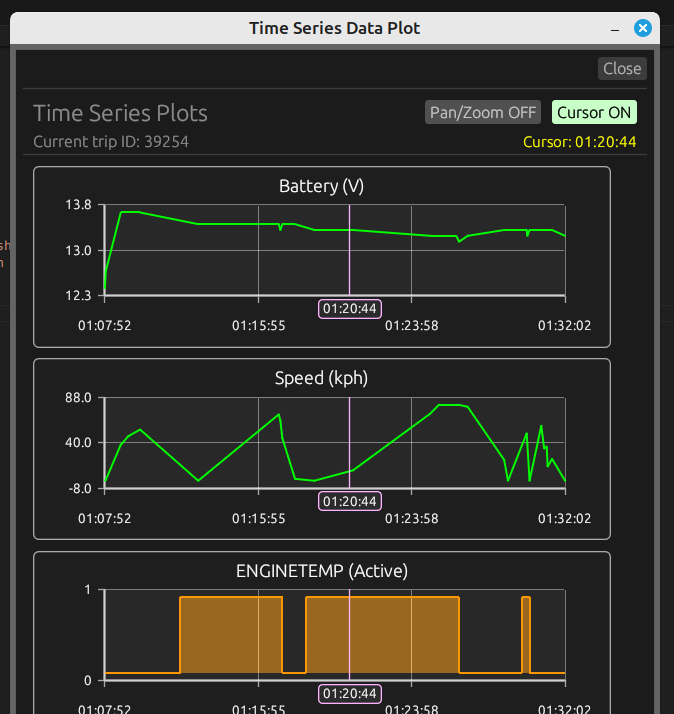 Time Series Data Plot
Close
Time Series Plots
Pan/Zoom OFF
Cursor ON
Current trip ID: 39254
Cursor: 01:20:44
Battery (V)
13.8
13.0
12.3
01:20:44
01:07:52 01:15:55 01:23:58 01:32:02
Speed (kph)
88.0
40.0
-8.0
01:20:44
01:07:52 01:15:55 01:23:58 01:32:02
ENGINETEMP (Active)
1
0
01:20:44
01:07:52 01:15:55 01:23:58 01:32:02